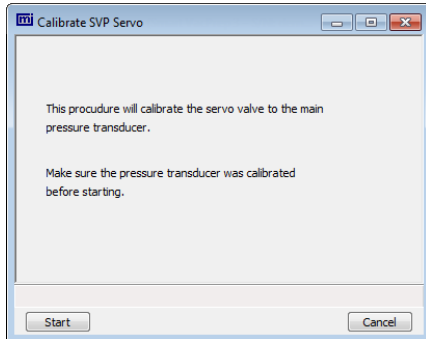 mi Calibrate SVP Servo
This procudure will calibrate the servo valve to the main
pressure transducer.
Make sure the pressure transducer was calibrated
before starting.
Start Cancel